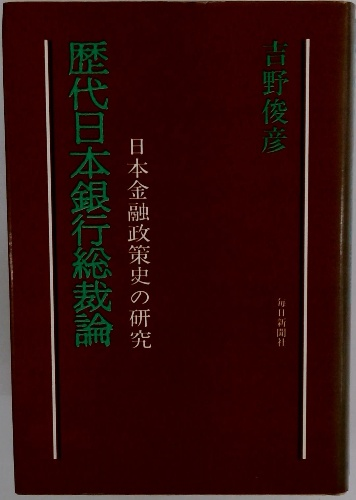 吉野俊彦
毎日新聞社
日本金融政策史の研究
歴代日本銀行総裁論